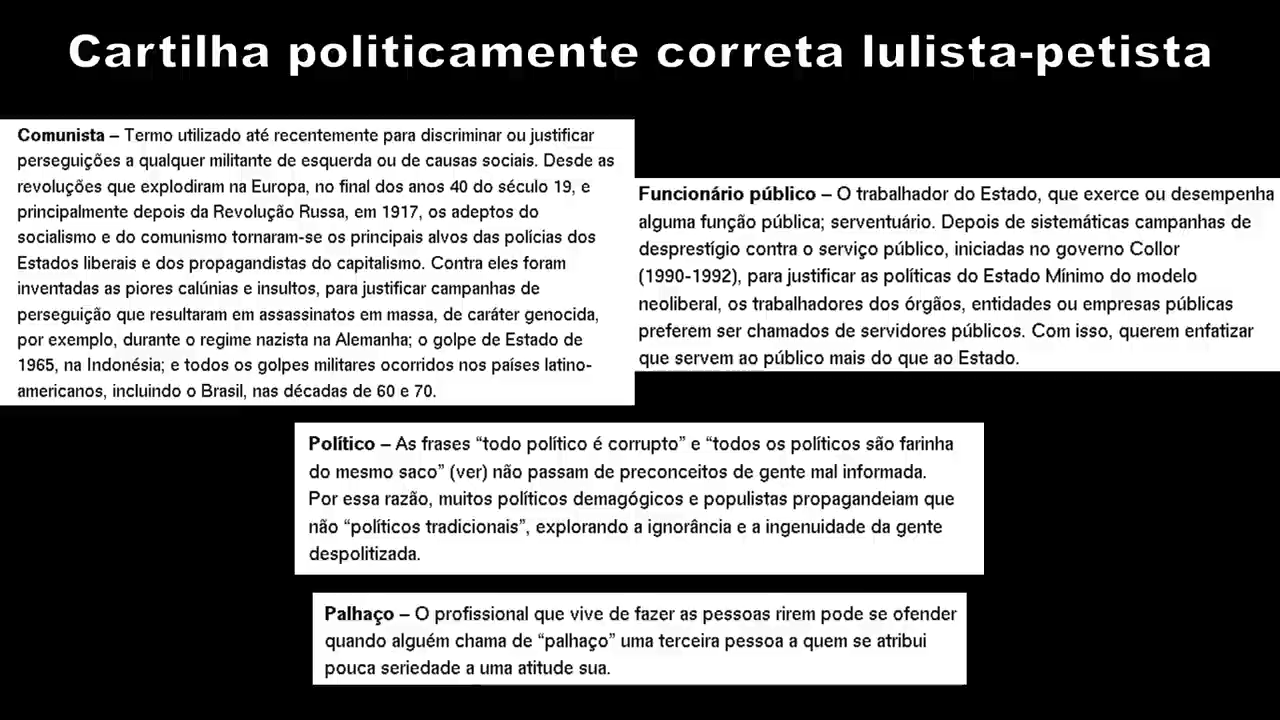 Cartilha politicamente correta lulista-petista
Comunista – Termo utilizado até recentemente para discriminar ou justificar
perseguições a qualquer militante de esquerda ou de causas sociais. Desde as
revoluções que explodiram na Europa, no final dos anos 40 do século 19, e
principalmente depois da Revolução Russa, em 1917, os adeptos do
socialismo e do comunismo tornaram-se os principais alvos das polícias dos
Estados liberais e dos propagandistas do capitalismo. Contra eles foram
inventadas as piores calúnias e insultos, para justificar campanhas de
perseguição que resultaram em assassinatos em massa, de caráter genocida,
por exemplo, durante o regime nazista na Alemanha; o golpe de Estado de
1965, na Indonésia; e todos os golpes militares ocorridos nos países latino-
americanos, incluindo o Brasil, nas décadas de 60 e 70.
Funcionário público – O trabalhador do Estado, que exerce ou desempenha
alguma função pública; serventuário. Depois de sistemáticas campanhas de
desprestígio contra o serviço público, iniciadas no governo Collor
(1990-1992), para justificar as políticas do Estado Mínimo do modelo
neoliberal, os trabalhadores dos órgãos, entidades ou empresas públicas
preferem ser chamados de servidores públicos. Com isso, querem enfatizar
que servem ao público mais do que ao Estado.
Político – As frases “todo político é corrupto” e “todos os políticos são farinha
do mesmo saco” (ver) não passam de preconceitos de gente mal informada.
Por essa razão, muitos políticos demagógicos e populistas propagandeiam que
não “políticos tradicionais”, explorando a ignorância e a ingenuidade da gente
despolitizada.
Palhaço – O profissional que vive de fazer as pessoas rirem pode se ofender
quando alguém chama de “palhaço” uma terceira pessoa a quem se atribui
pouca seriedade a uma atitude sua.